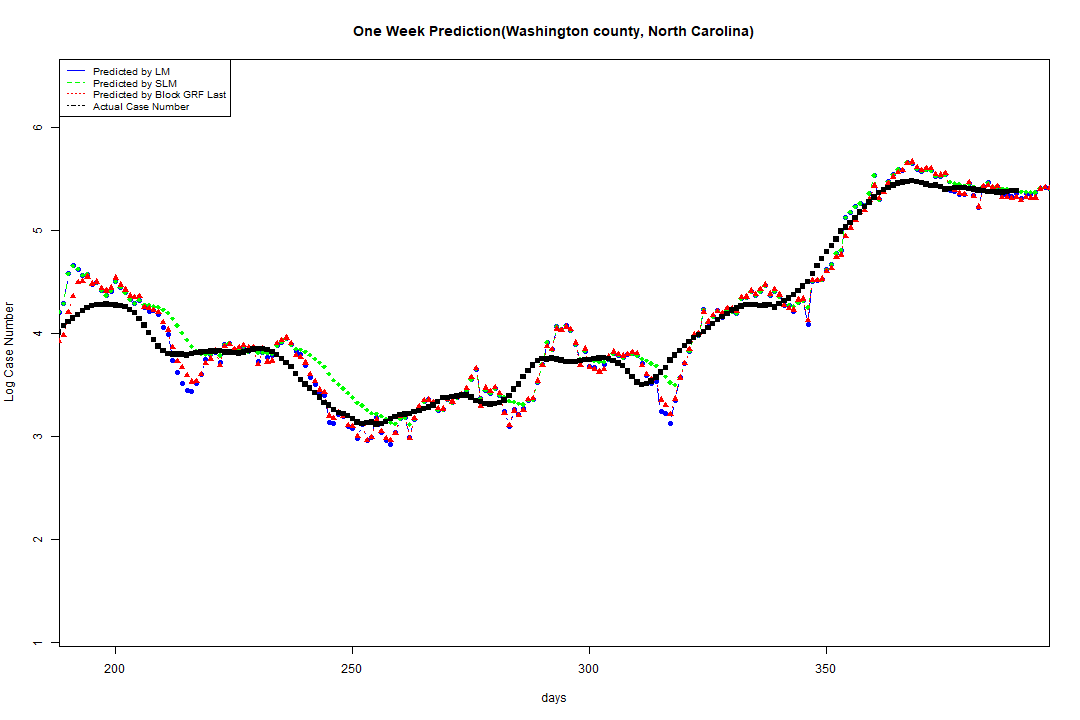 One Week Prediction(Washington county, North Carolina)
Predicted by LM
Predicted by SLM
Predicted by Block GRF Last
Actual Case Number
6
5
4
3
2
1
Log Case Number
200 250 300 350
days